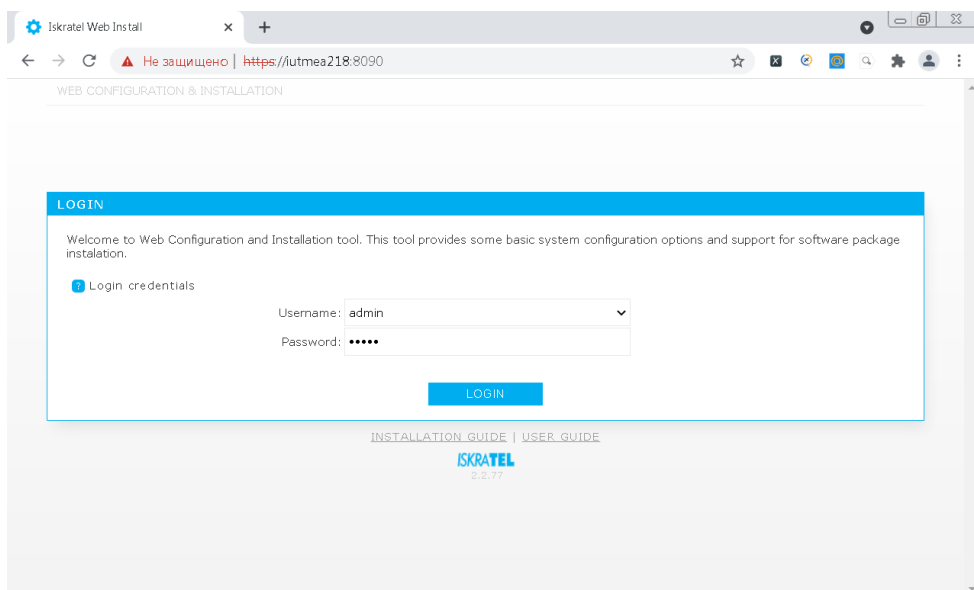 Iskratel Web Install
Не защищено | https://iutmea218:8090
WEB CONFIGURATION & INSTALLATION
LOGIN
Welcome to Web Configuration and Installation tool. This tool provides some basic system configuration options and support for software package
instalation.
? Login credentials
Username: admin
Password: •••••
LOGIN
INSTALLATION GUIDE | USER GUIDE
ISKRATEL
2.2.77